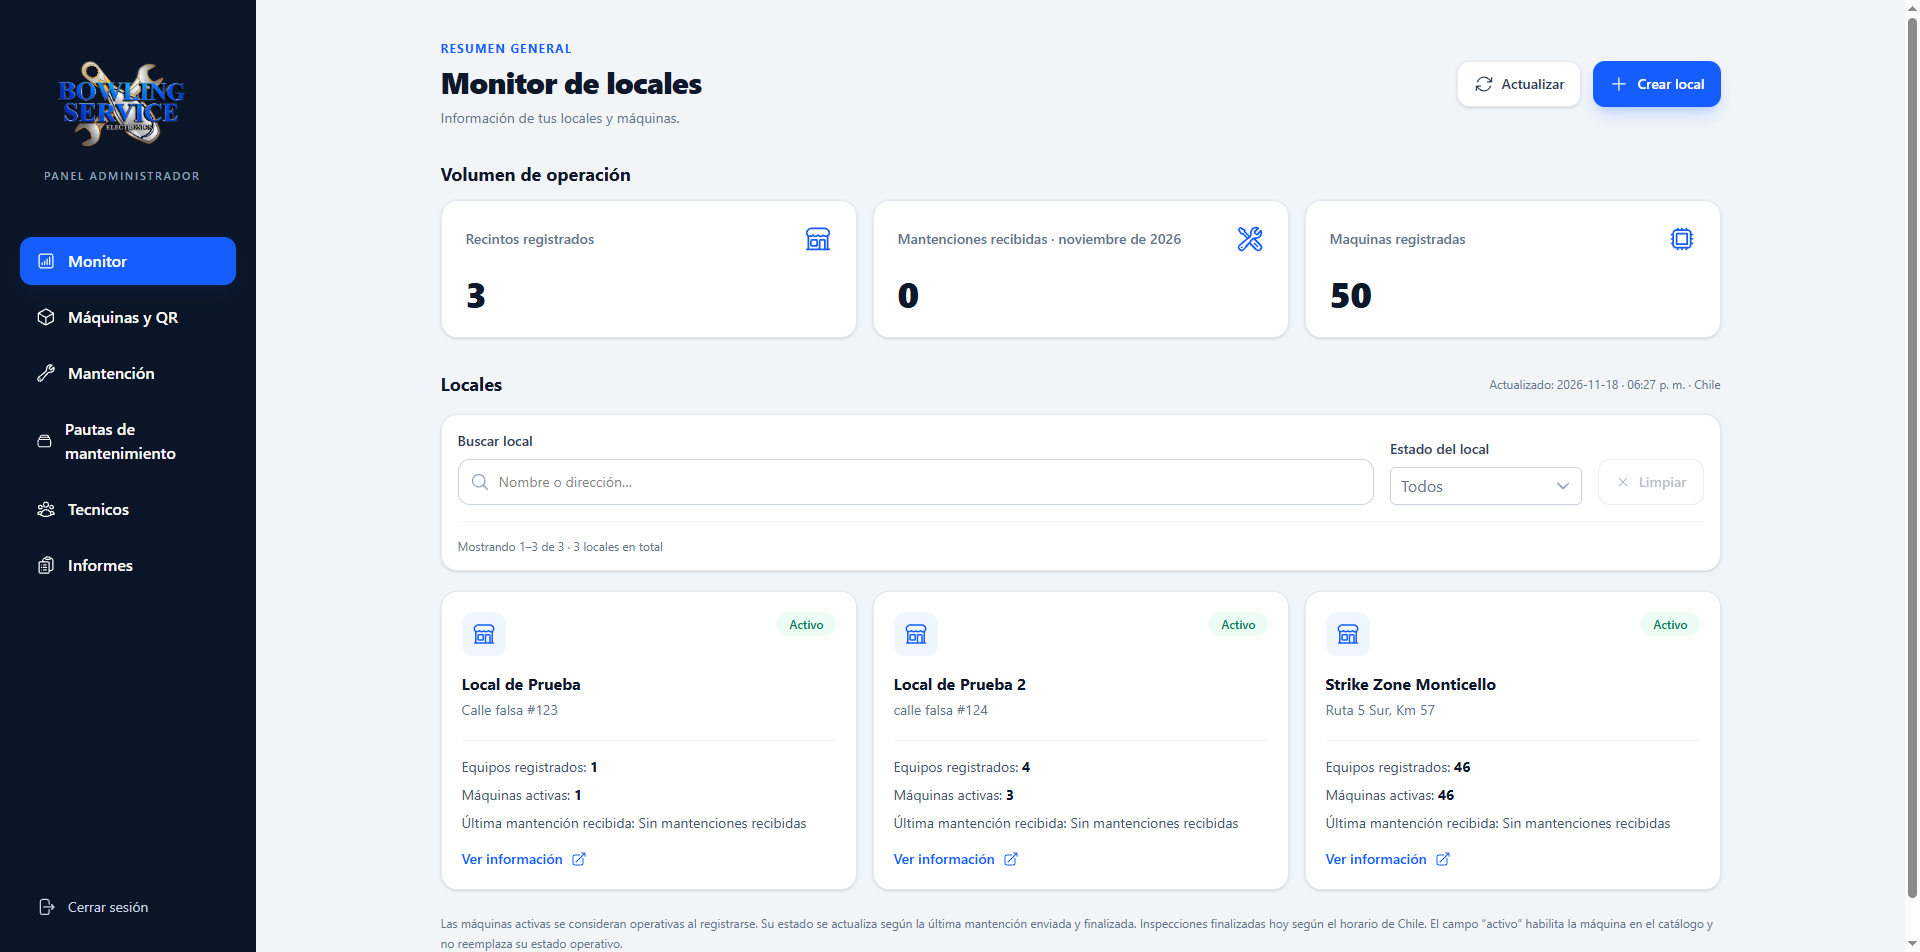 BOWLING
SERVICE
ELECTRONICS
PANEL ADMINISTRADOR
Monitor
Máquinas y QR
Mantención
Pautas de
mantenimiento
Tecnicos
Informes
Cerrar sesión
RESUMEN GENERAL
Monitor de locales
Información de tus locales y máquinas.
Actualizar
Crear local
Volumen de operación
Recintos registrados
3
Mantenciones recibidas · noviembre de 2026
0
Maquinas registradas
50
Locales
Actualizado: 2026-11-18 · 06:27 p. m. · Chile
Buscar local
Nombre o dirección...
Estado del local
Todos
Limpiar
Mostrando 1–3 de 3 · 3 locales en total
Activo
Local de Prueba
Calle falsa #123
Equipos registrados: 1
Máquinas activas: 1
Última mantención recibida: Sin mantenciones recibidas
Ver información
Activo
Local de Prueba 2
calle falsa #124
Equipos registrados: 4
Máquinas activas: 3
Última mantención recibida: Sin mantenciones recibidas
Ver información
Activo
Strike Zone Monticello
Ruta 5 Sur, Km 57
Equipos registrados: 46
Máquinas activas: 46
Última mantención recibida: Sin mantenciones recibidas
Ver información
Las máquinas activas se consideran operativas al registrarse. Su estado se actualiza según la última mantención enviada y finalizada. Inspecciones finalizadas hoy según el horario de Chile. El campo “activo” habilita la máquina en el catálogo y
no reemplaza su estado operativo.